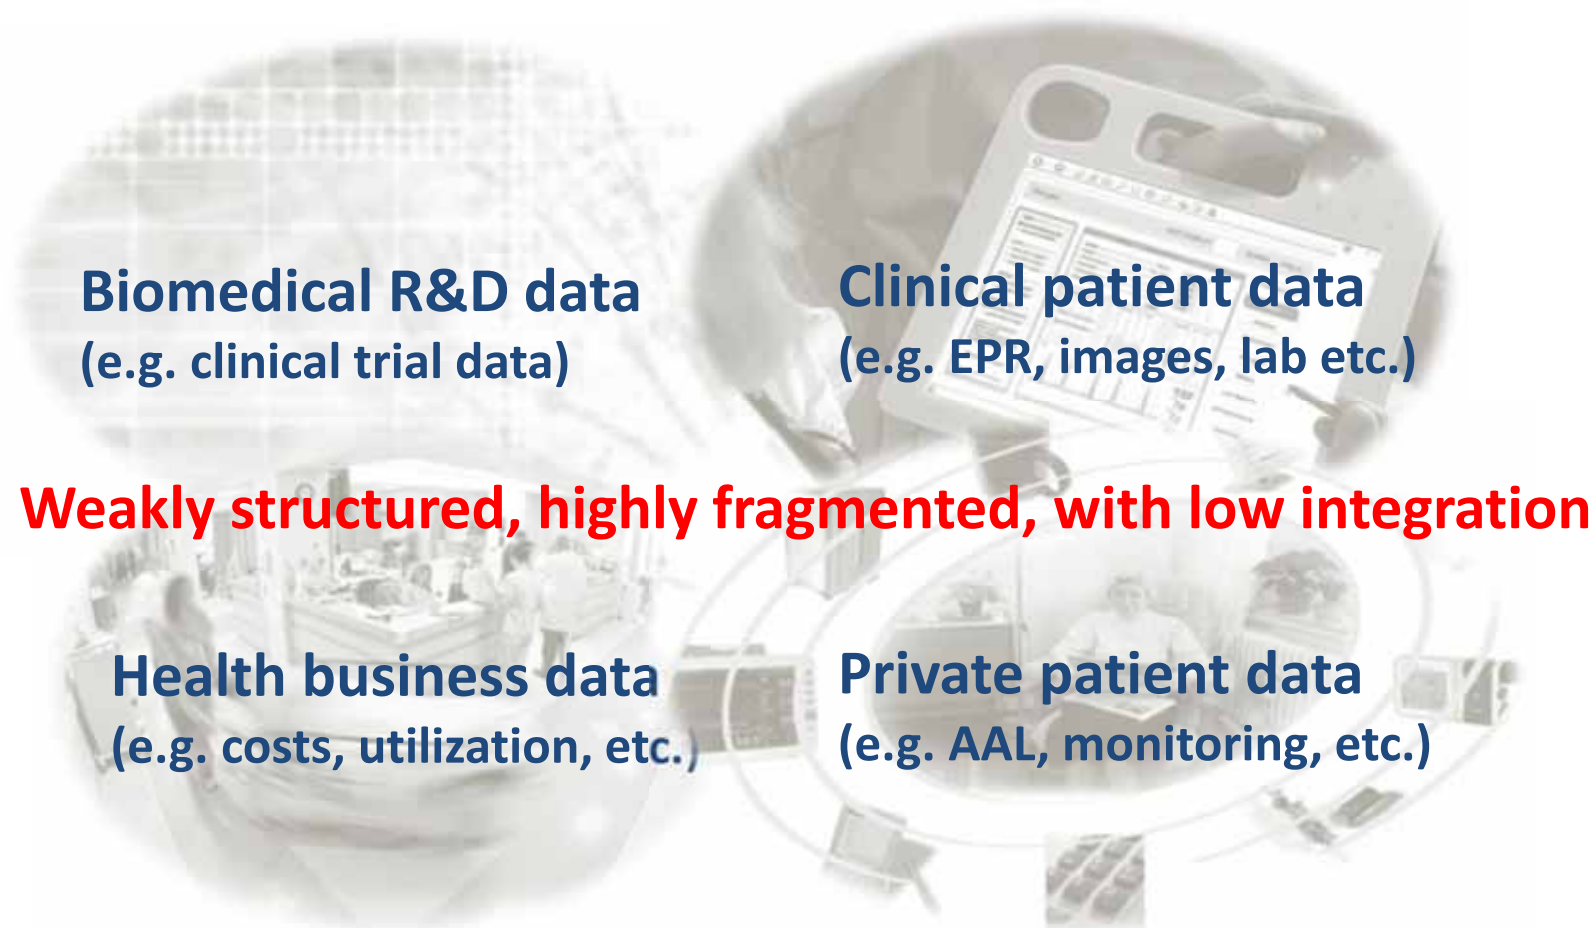 Biomedical R&D data
(e.g. clinical trial data)
Clinical patient data
(e.g. EPR, images, lab etc.)
Weakly structured, highly fragmented, with low integration
Health business data
(e.g. costs, utilization, etc.)
Private patient data
(e.g. AAL, monitoring, etc.)